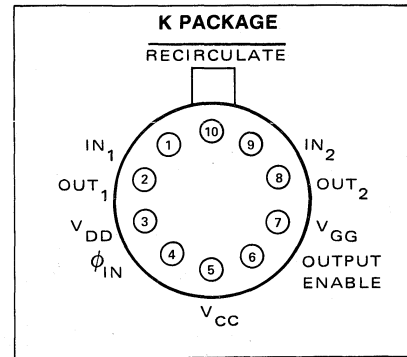 K PACKAGE
RECIRCULATE
10
1
9
IN1
IN2
2
8
OUT1
OUT2
3
7
VDD
VGG
ϕIN
4
6
OUTPUT
ENABLE
5
VCC